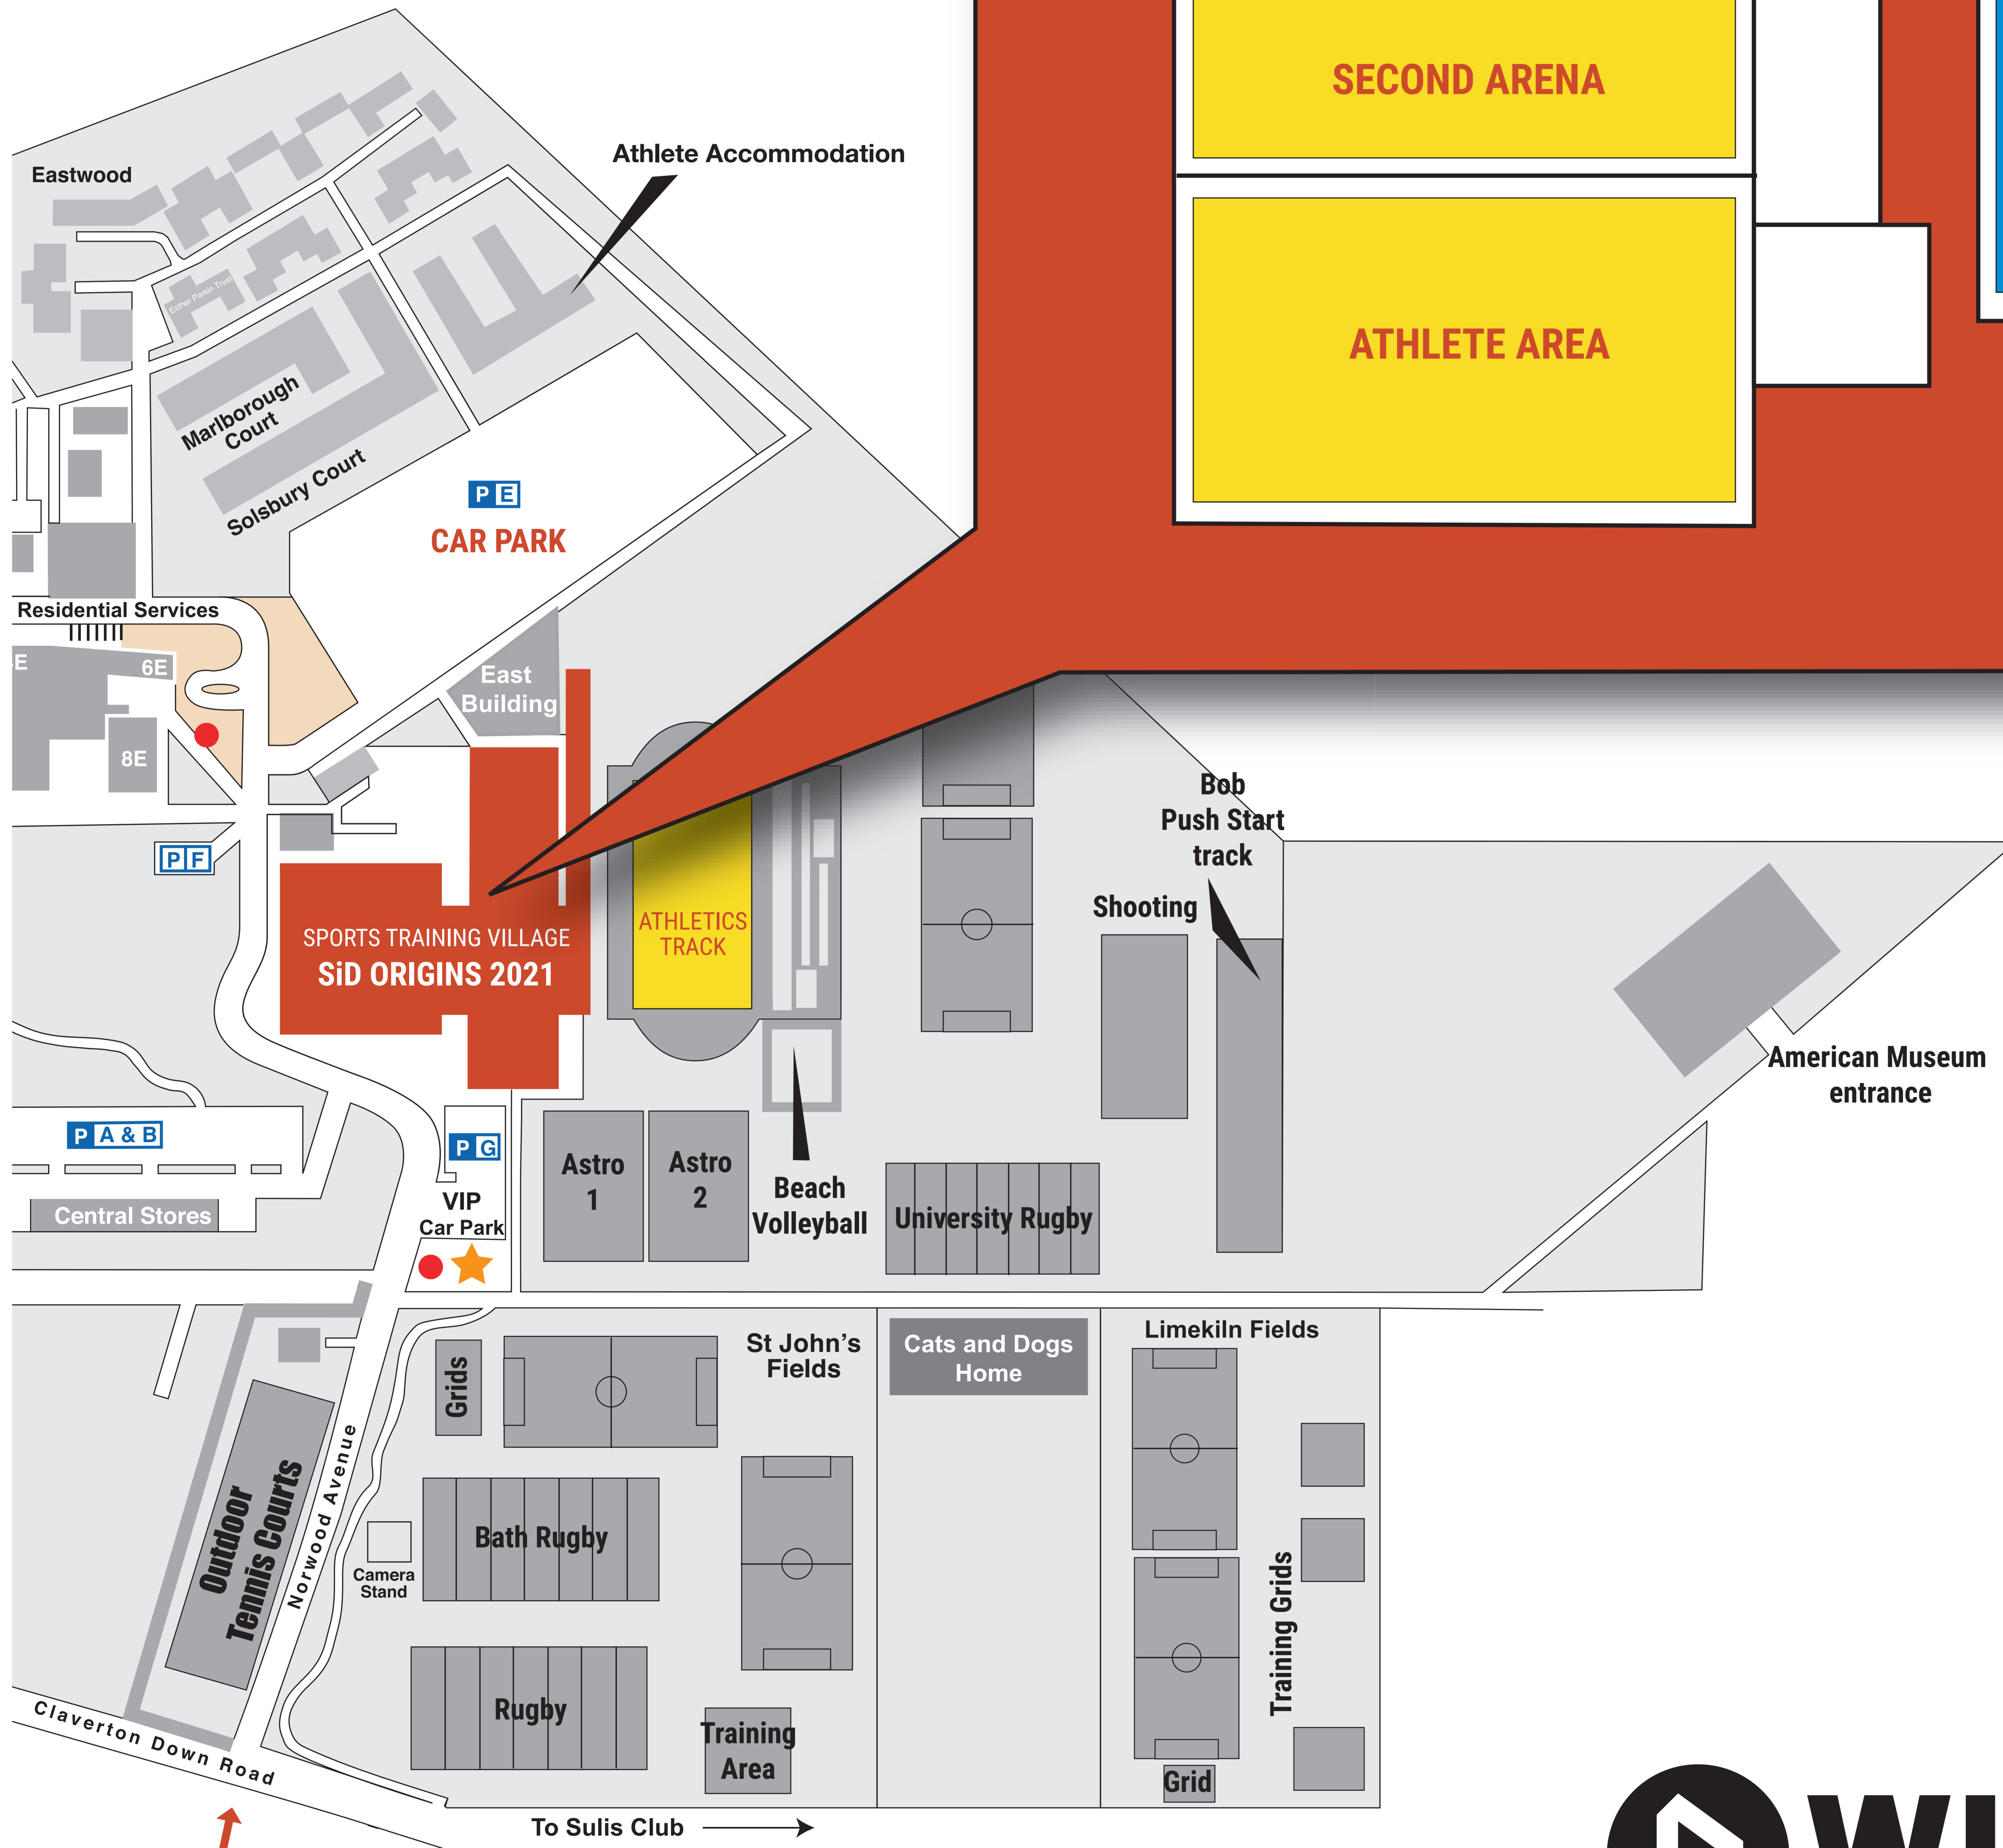 SECOND ARENA
ATHLETE AREA
Athlete Accommodation
Eastwood
Esther Parkin Trust
Marlborough
Court
Solsbury Court
P E
CAR PARK
Residential Services
E
6E
8E
East
Building
P F
SPORTS TRAINING VILLAGE
SiD ORIGINS 2021
ATHLETICS
TRACK
Bob
Push Start
track
Shooting
American Museum
entrance
P A & B
Central Stores
P G
VIP
Car Park
Astro
1
Astro
2
Beach
Volleyball
University Rugby
Grids
St John's
Fields
Cats and Dogs
Home
Limekiln Fields
Outdoor
Tennis Courts
Norwood Avenue
Camera
Stand
Bath Rugby
Rugby
Training
Area
Training Grids
Grid
Claverton Down Road
To Sulis Club